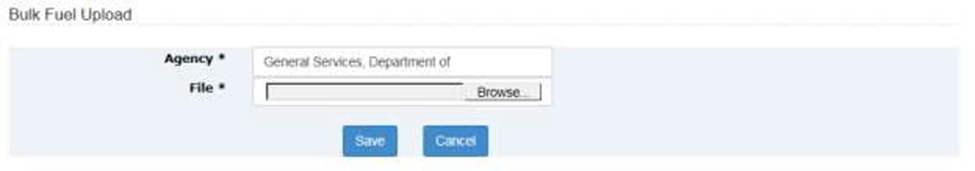 Bulk Fuel Upload
Agency *
General Services, Department of
File *
Browse...
Save
Cancel